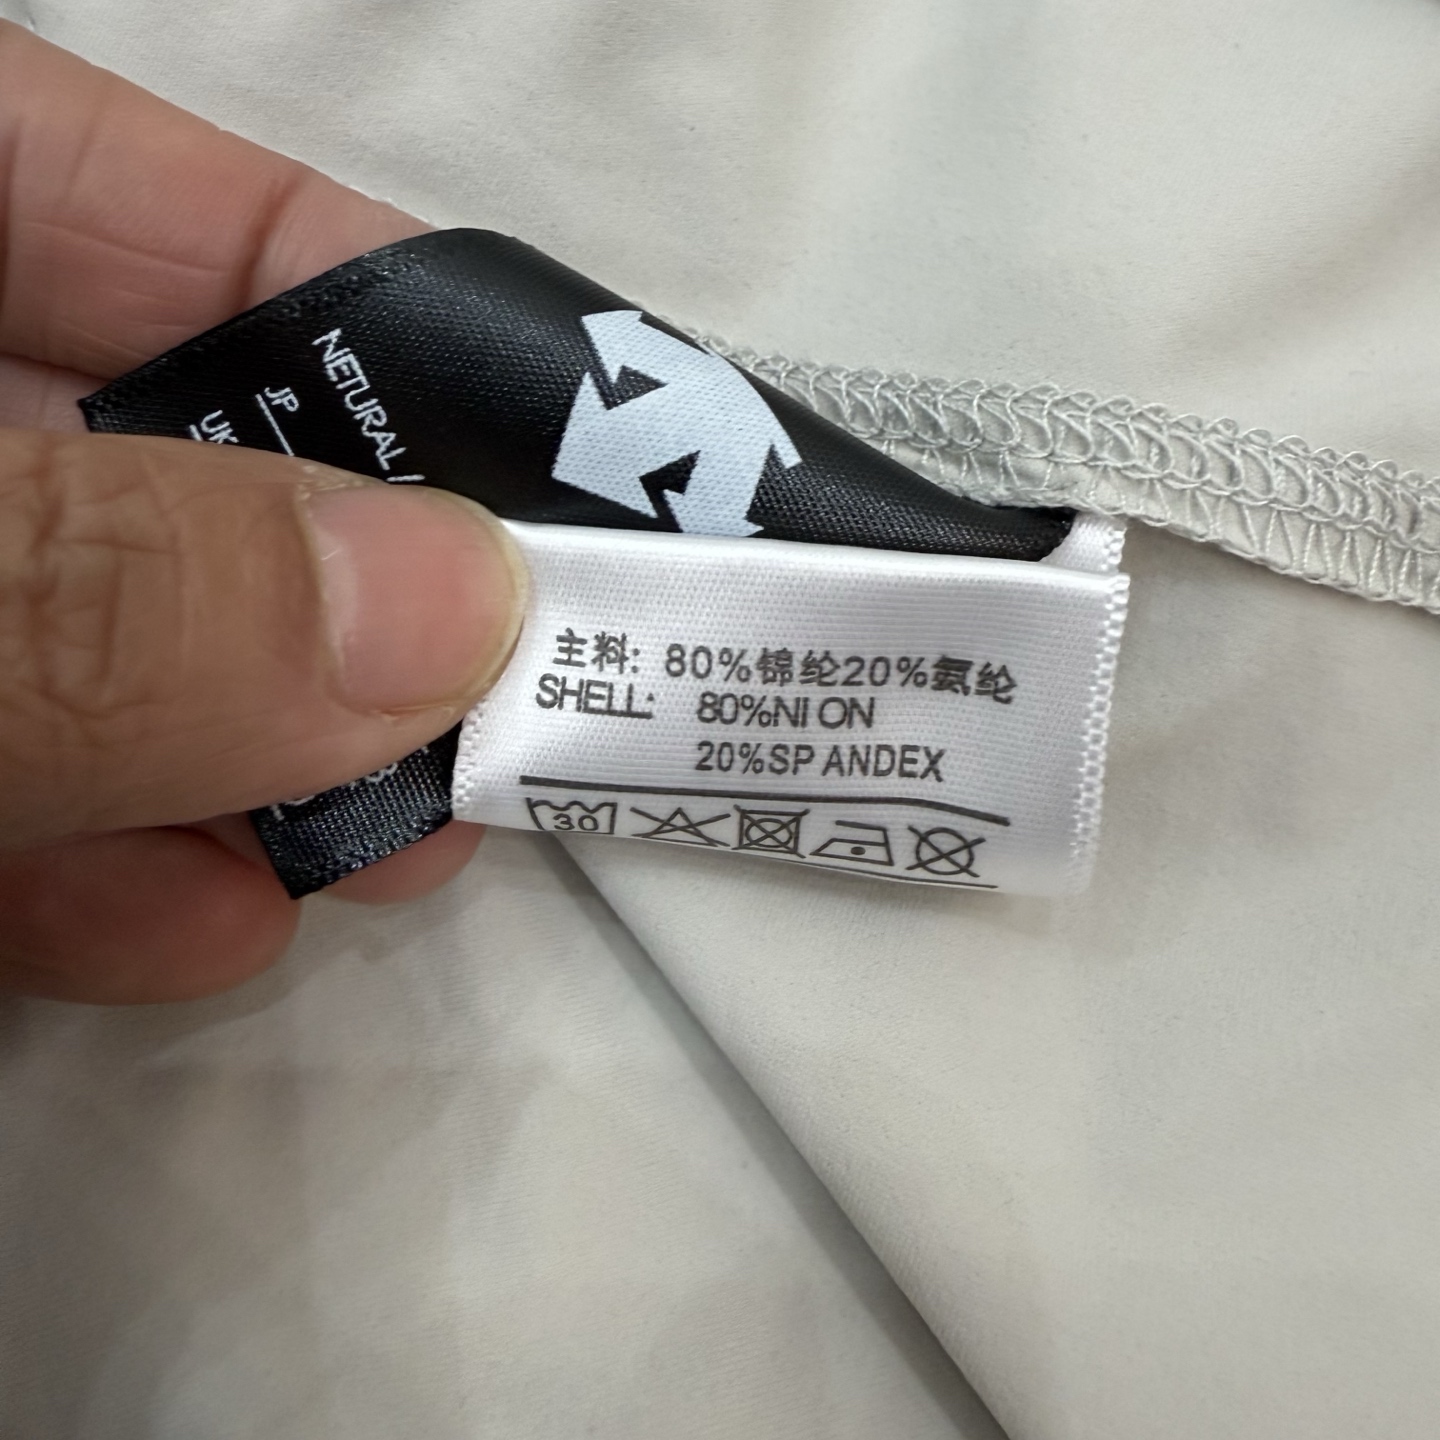 NETURAL /
JP
UK
主料: 80%锦纶20%氨纶
SHELL: 80%NI ON
20%SP ANDEX
30